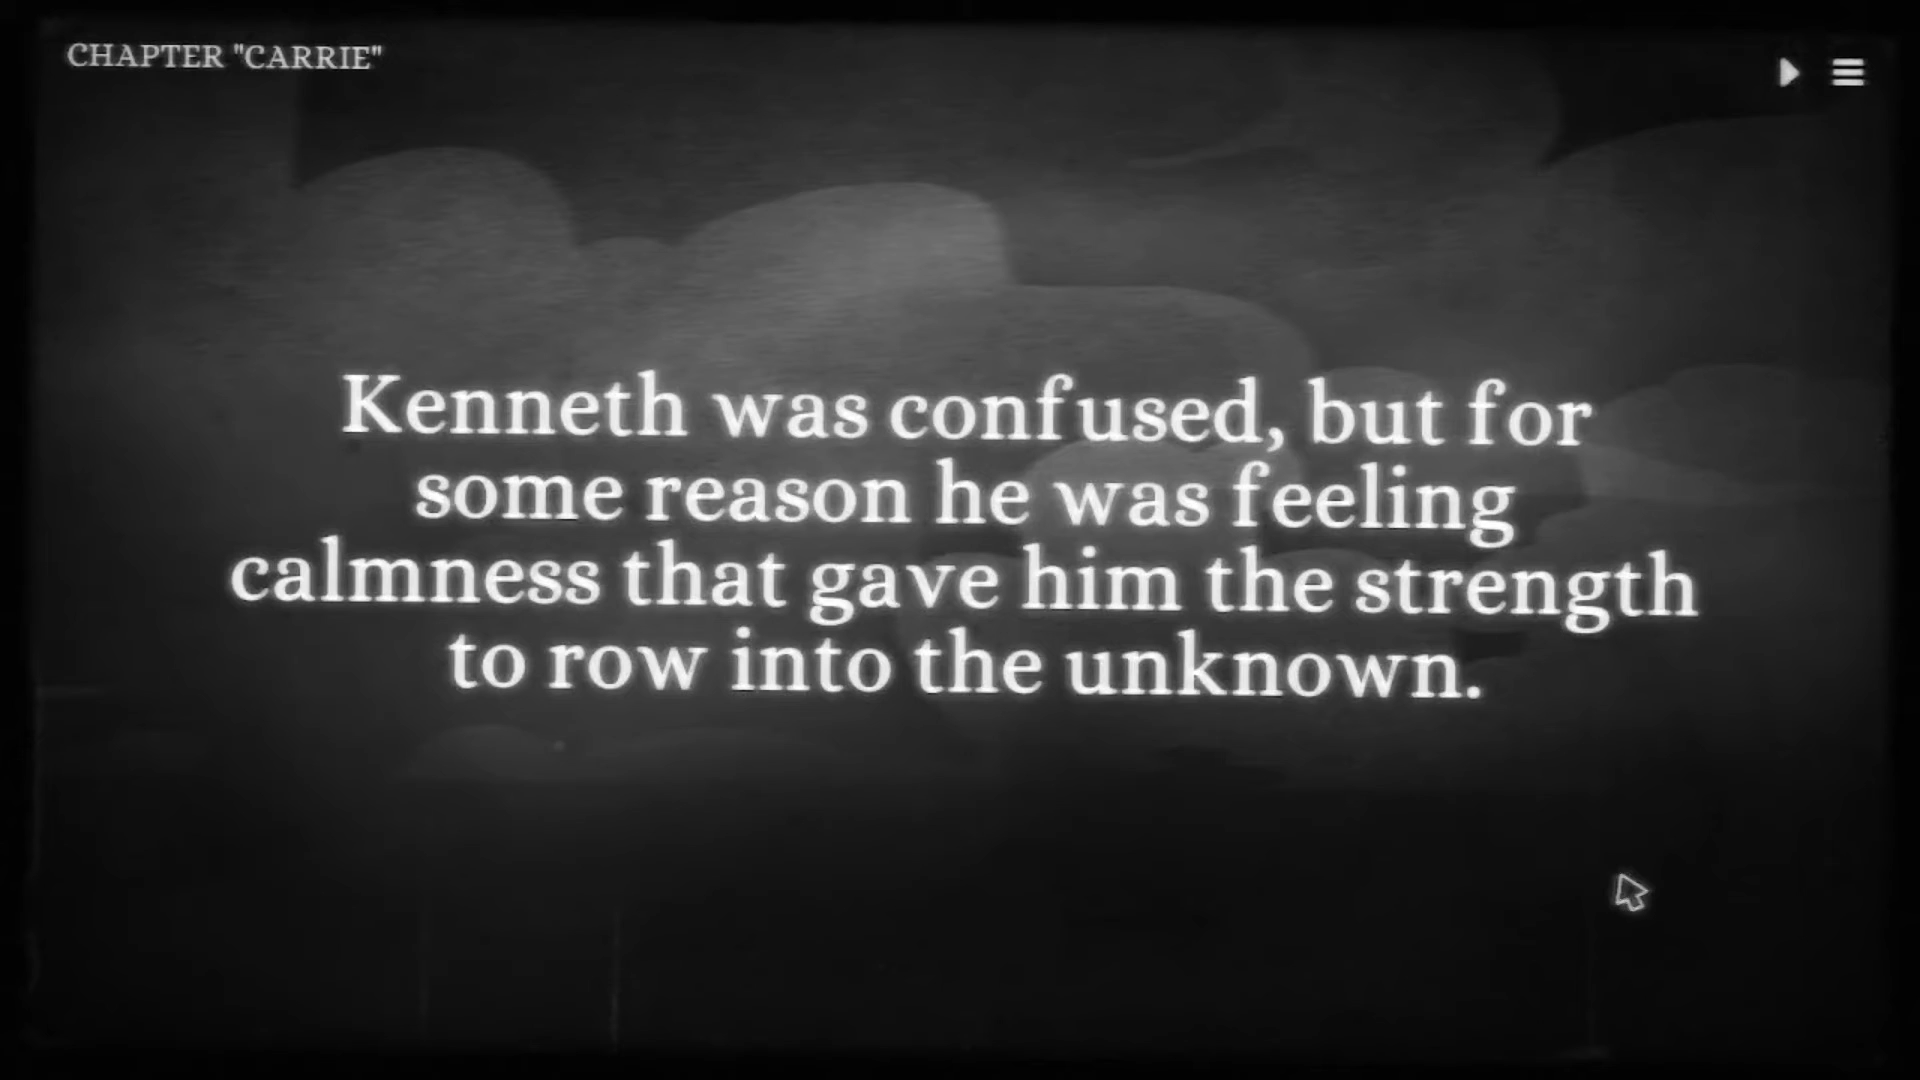 CHAPTER "CARRIE"
Kenneth was confused, but for
some reason he was feeling
calmness that gave him the strength
to row into the unknown.